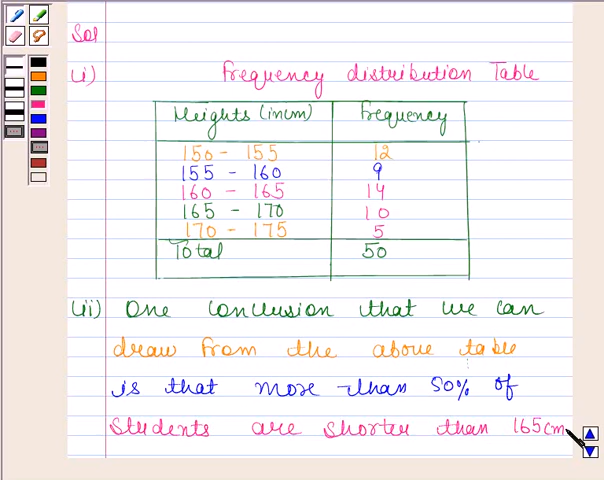 Sol
(i) Frequency distribution Table
Heights (in cm) Frequency
150 - 155 12
155 - 160 9
160 - 165 14
165 - 170 10
170 - 175 5
Total 50
(ii) One conclusion that we can
draw from the above table
is that more than 50% of
students are shorter than 165cm